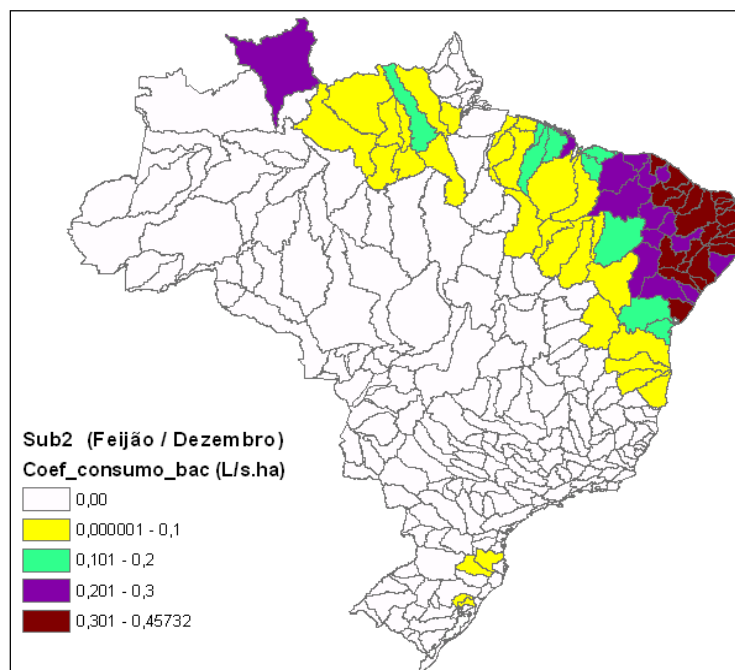 Sub2 (Feijão / Dezembro)
Coef_consumo_bac (L/s.ha)
0,00
0,000001 - 0,1
0,101 - 0,2
0,201 - 0,3
0,301 - 0,45732